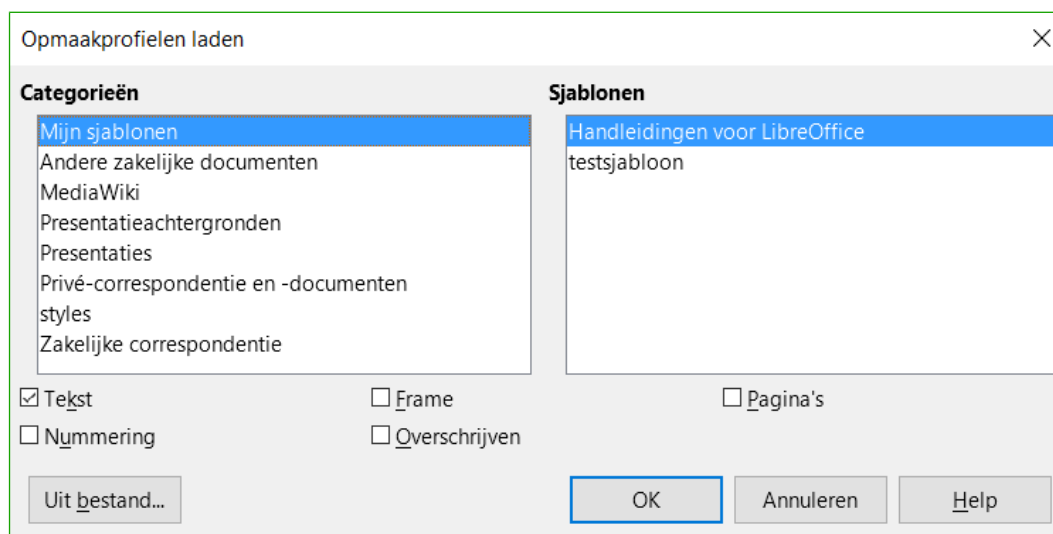 Opmaakprofielen laden
Categorieën
Sjablonen
Mijn sjablonen
Andere zakelijke documenten
MediaWiki
Presentatieachtergronden
Presentaties
Privé-correspondentie en -documenten
styles
Zakelijke correspondentie
Handleidingen voor LibreOffice
testsjabloon
Tekst
Frame
Pagina's
Nummering
Overschrijven
Uit bestand...
OK
Annuleren
Help